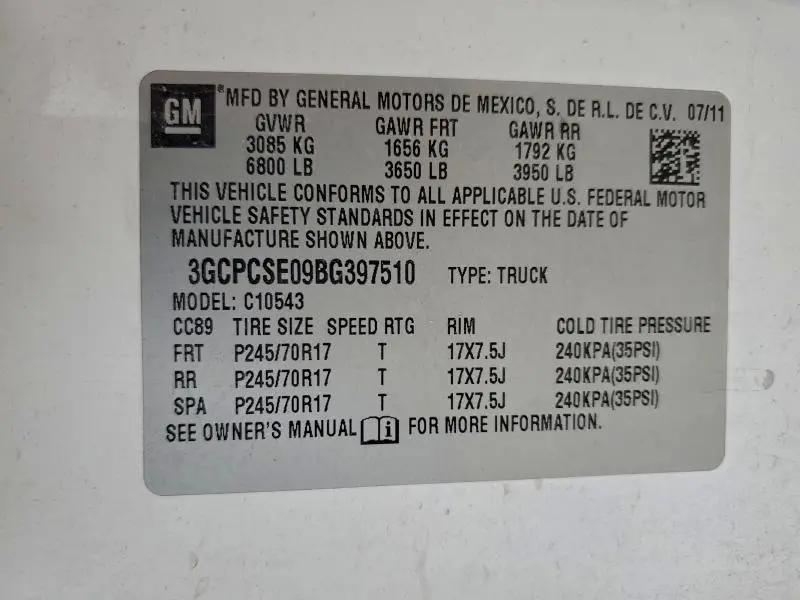 GM ® MFD BY GENERAL MOTORS DE MEXICO, S. DE R.L. DE C.V. 07/11
GVWR GAWR FRT GAWR RR
3085 KG 1656 KG 1792 KG
6800 LB 3650 LB 3950 LB
THIS VEHICLE CONFORMS TO ALL APPLICABLE U.S. FEDERAL MOTOR
VEHICLE SAFETY STANDARDS IN EFFECT ON THE DATE OF
MANUFACTURE SHOWN ABOVE.
3GCPCSE09BG397510 TYPE: TRUCK
MODEL: C10543
CC89 TIRE SIZE SPEED RTG RIM COLD TIRE PRESSURE
FRT P245/70R17 T 17X7.5J 240KPA(35PSI)
RR P245/70R17 T 17X7.5J 240KPA(35PSI)
SPA P245/70R17 T 17X7.5J 240KPA(35PSI)
SEE OWNER'S MANUAL i FOR MORE INFORMATION.